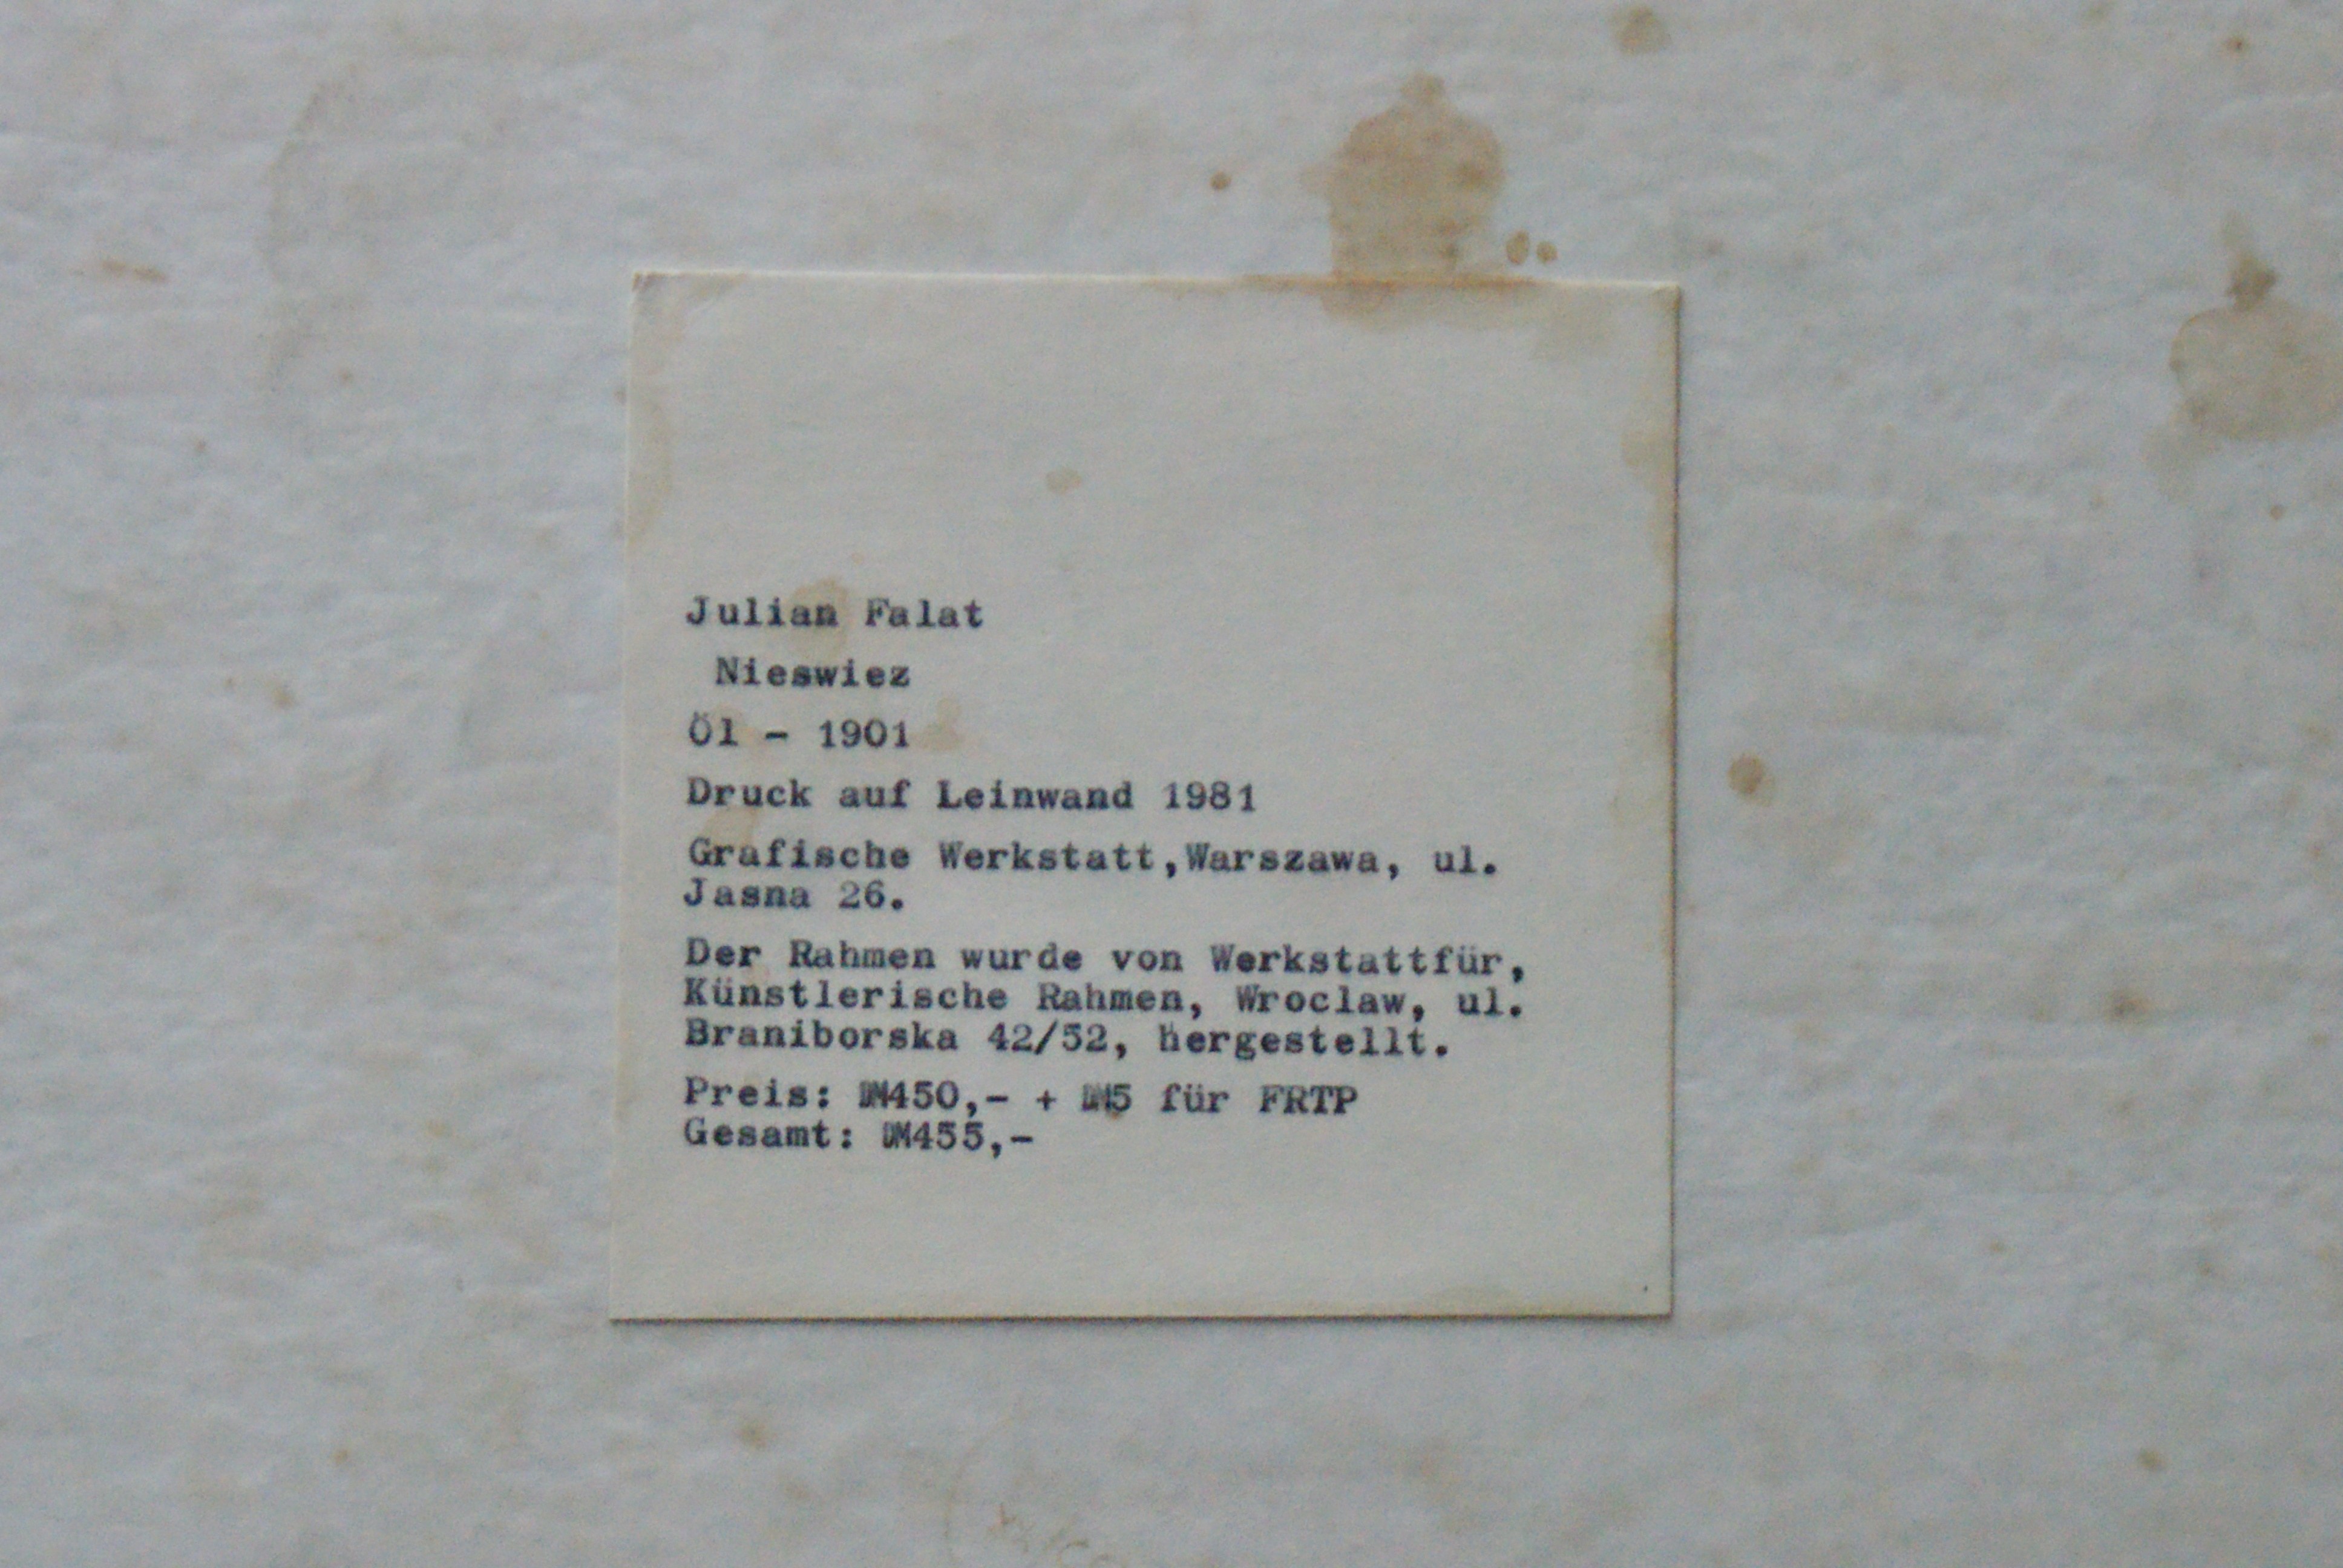 Julian Falat
Nieswiez
Öl - 1901
Druck auf Leinwand 1981
Grafische Werkstatt,Warszawa, ul.
Jasna 26.
Der Rahmen wurde von Werkstattfür,
Künstlerische Rahmen, Wroclaw, ul.
Braniborska 42/52, hergestellt.
Preis: DM450,- + DM5 für FRTP
Gesamt: DM455,-